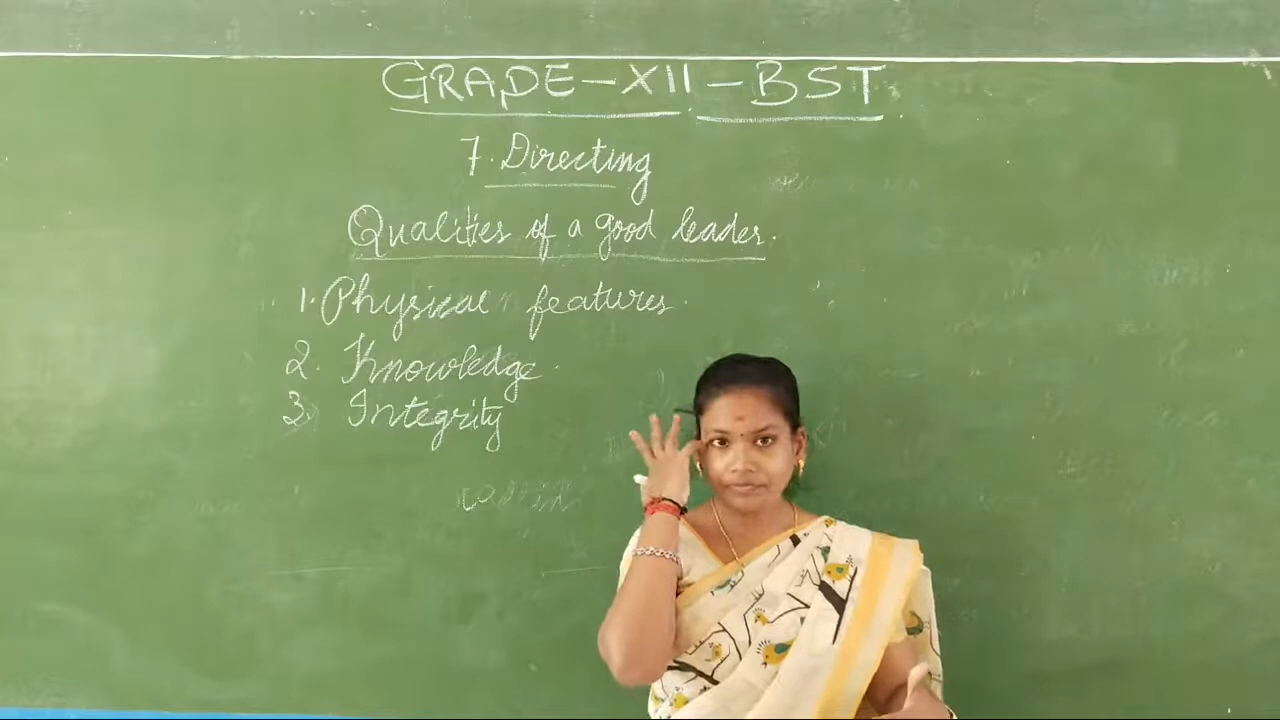 GRADE-XII-BST
7. Directing
Qualities of a good leader.
1. Physical features.
2. Knowledge.
3. Integrity